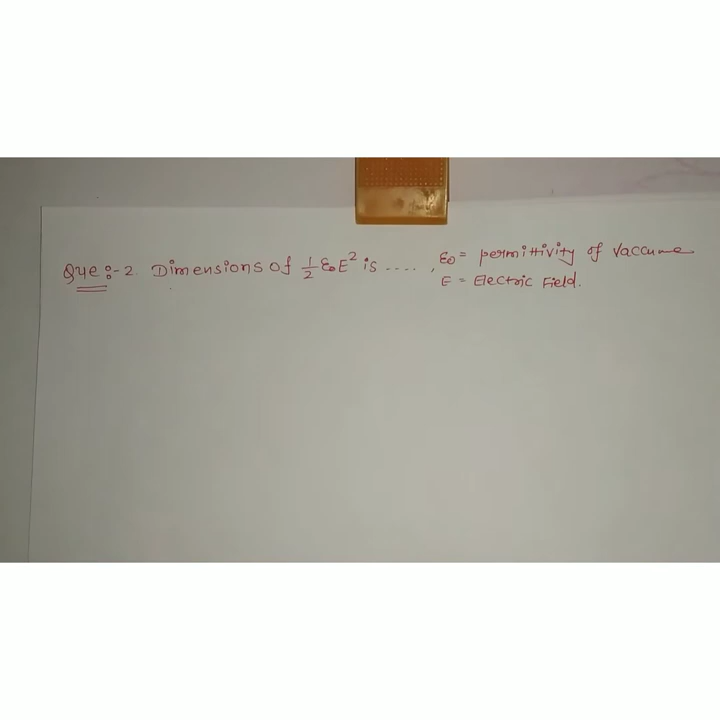 Que :- 2. Dimensions of 1/2 ε₀E² is ...., ε₀ = permittivity of Vaccume
E = Electric Field.